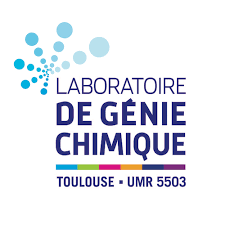 LABORATOIRE
DE GÉNIE
CHIMIQUE
TOULOUSE ▪ UMR 5503